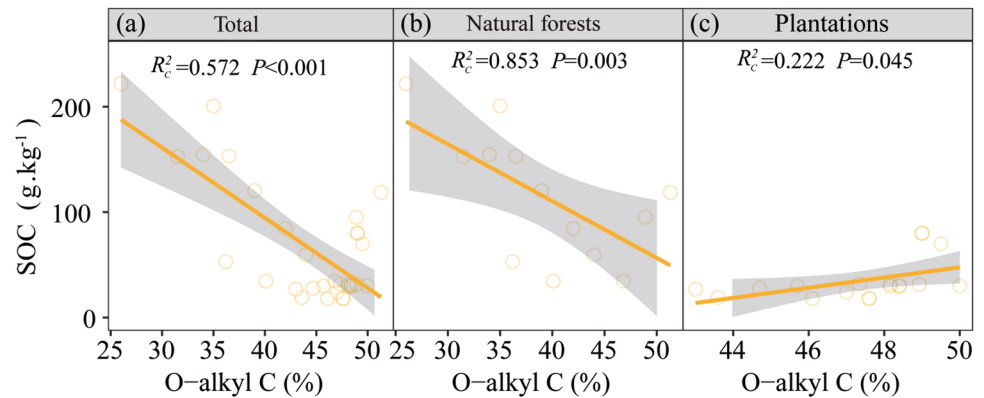 (a) Total (b) Natural forests (c) Plantations
R²c=0.572 P<0.001 R²c=0.853 P=0.003 R²c=0.222 P=0.045
SOC (g.kg⁻¹)
200
100
0
25 30 35 40 45 50 25 30 35 40 45 50 44 46 48 50
O−alkyl C (%) O−alkyl C (%) O−alkyl C (%)